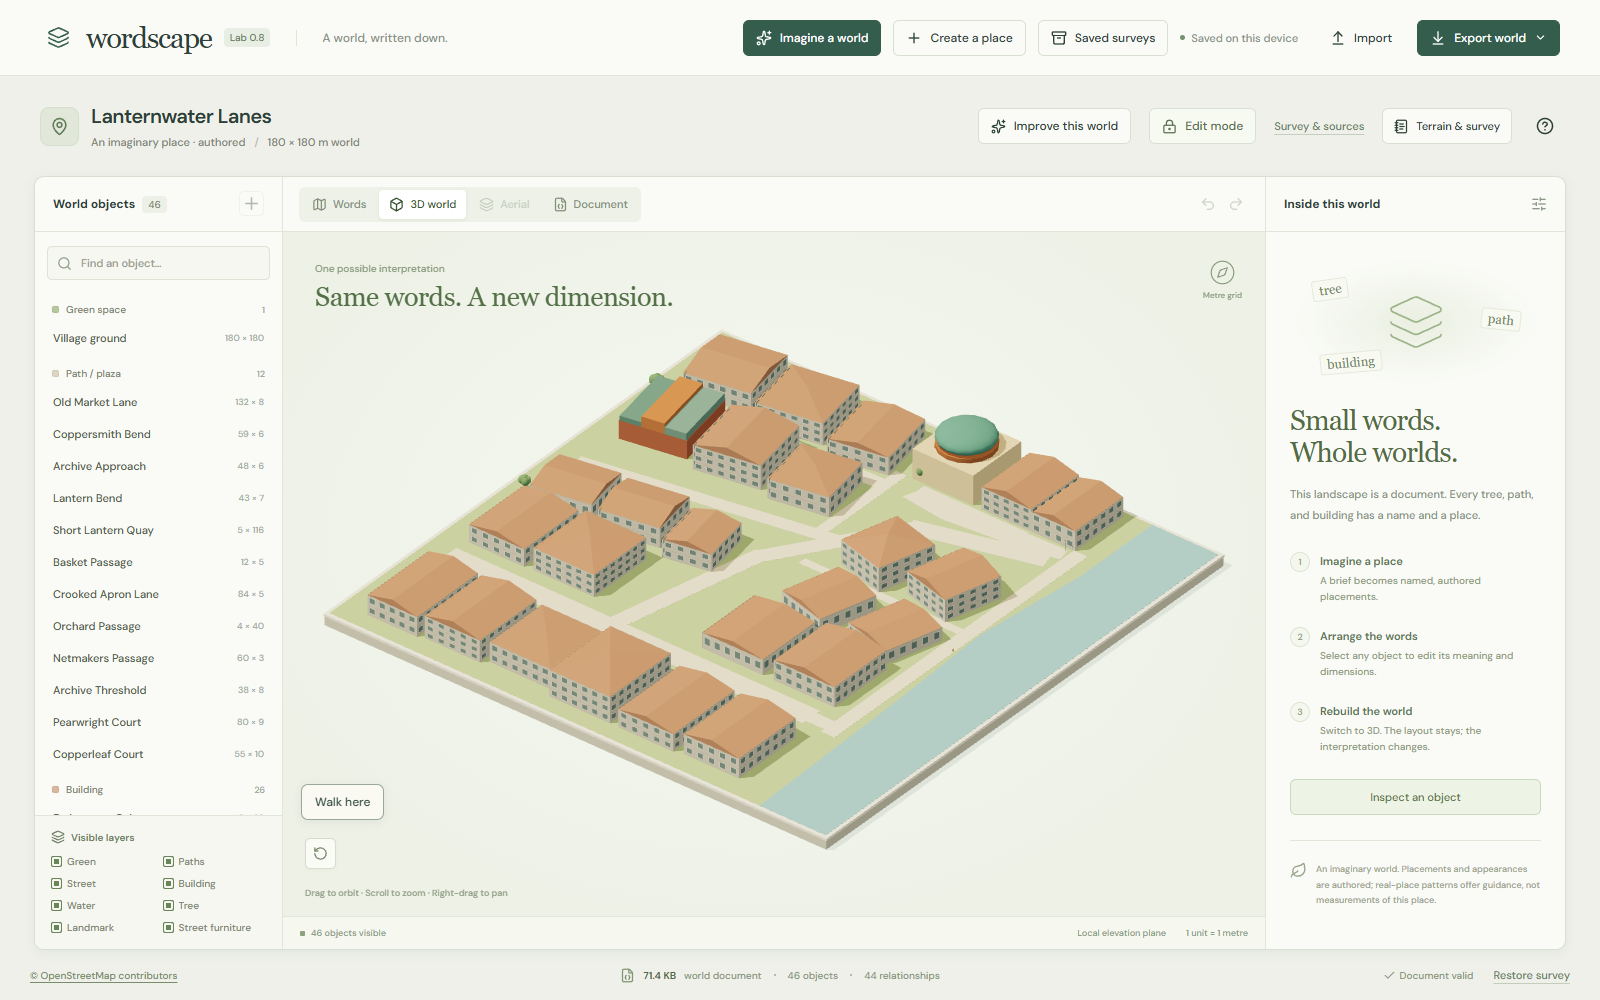 wordscape
Lab 0.8
A world, written down.
Imagine a world
Create a place
Saved surveys
Saved on this device
Import
Export world
Lanternwater Lanes
An imaginary place · authored / 180 × 180 m world
Improve this world
Edit mode
Survey & sources
Terrain & survey
World objects 46
Words
3D world
Aerial
Document
Inside this world
Find an object...
Green space 1
Village ground 180 × 180
Path / plaza 12
Old Market Lane 132 × 8
Coppersmith Bend 59 × 6
Archive Approach 48 × 6
Lantern Bend 43 × 7
Short Lantern Quay 5 × 116
Basket Passage 12 × 5
Crooked Apron Lane 84 × 5
Orchard Passage 4 × 40
Netmakers Passage 60 × 3
Archive Threshold 38 × 8
Pearwright Court 80 × 9
Copperleaf Court 55 × 10
Building 26
Visible layers
Green
Paths
Street
Building
Water
Tree
Landmark
Street furniture
One possible interpretation
Same words. A new dimension.
Metre grid
Walk here
Drag to orbit · Scroll to zoom · Right-drag to pan
46 objects visible
Local elevation plane
1 unit = 1 metre
tree
path
building
Small words.
Whole worlds.
This landscape is a document. Every tree, path,
and building has a name and a place.
1 Imagine a place
A brief becomes named, authored
placements.
2 Arrange the words
Select any object to edit its meaning and
dimensions.
3 Rebuild the world
Switch to 3D. The layout stays; the
interpretation changes.
Inspect an object
An imaginary world. Placements and appearances
are authored; real-place patterns offer guidance, not
measurements of this place.
© OpenStreetMap contributors
71.4 KB world document · 46 objects · 44 relationships
Document valid
Restore survey